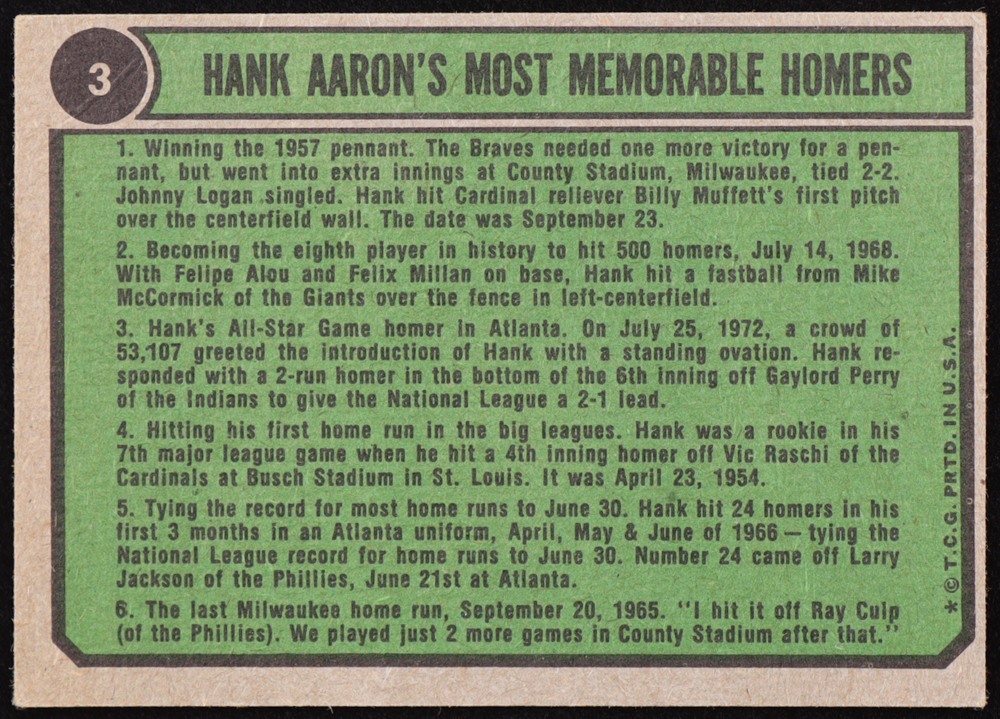 3
HANK AARON'S MOST MEMORABLE HOMERS
1. Winning the 1957 pennant. The Braves needed one more victory for a pen-
nant, but went into extra innings at County Stadium, Milwaukee, tied 2-2.
Johnny Logan singled. Hank hit Cardinal reliever Billy Muffett's first pitch
over the centerfield wall. The date was September 23.
2. Becoming the eighth player in history to hit 500 homers, July 14, 1968.
With Felipe Alou and Felix Millan on base, Hank hit a fastball from Mike
McCormick of the Giants over the fence in left-centerfield.
3. Hank's All-Star Game homer in Atlanta. On July 25, 1972, a crowd of
53,107 greeted the introduction of Hank with a standing ovation. Hank re-
sponded with a 2-run homer in the bottom of the 6th inning off Gaylord Perry
of the Indians to give the National League a 2-1 lead.
4. Hitting his first home run in the big leagues. Hank was a rookie in his
7th major league game when he hit a 4th inning homer off Vic Raschi of the
Cardinals at Busch Stadium in St. Louis. It was April 23, 1954.
5. Tying the record for most home runs to June 30. Hank hit 24 homers in his
first 3 months in an Atlanta uniform, April, May & June of 1966 — tying the
National League record for home runs to June 30. Number 24 came off Larry
Jackson of the Phillies, June 21st at Atlanta.
6. The last Milwaukee home run, September 20, 1965. "I hit it off Ray Culp
(of the Phillies). We played just 2 more games in County Stadium after that."
* © T.C.G. PRTD. IN U.S.A.